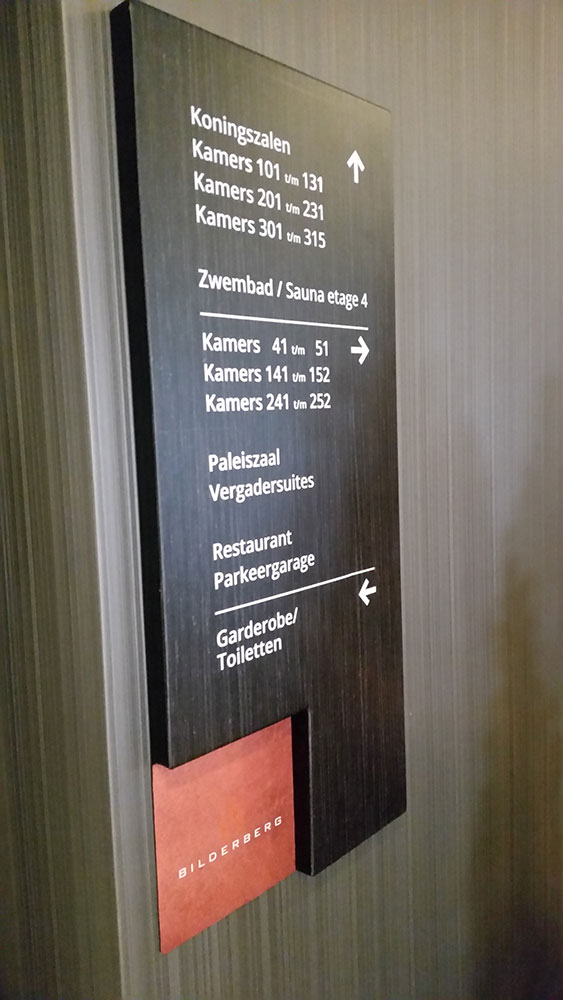 Koningszalen
Kamers 101 t/m 131
Kamers 201 t/m 231
Kamers 301 t/m 315
Zwembad / Sauna etage 4
Kamers 41 t/m 51
Kamers 141 t/m 152
Kamers 241 t/m 252
Paleiszaal
Vergadersuites
Restaurant
Parkeergarage
Garderobe/
Toiletten
BILDERBERG